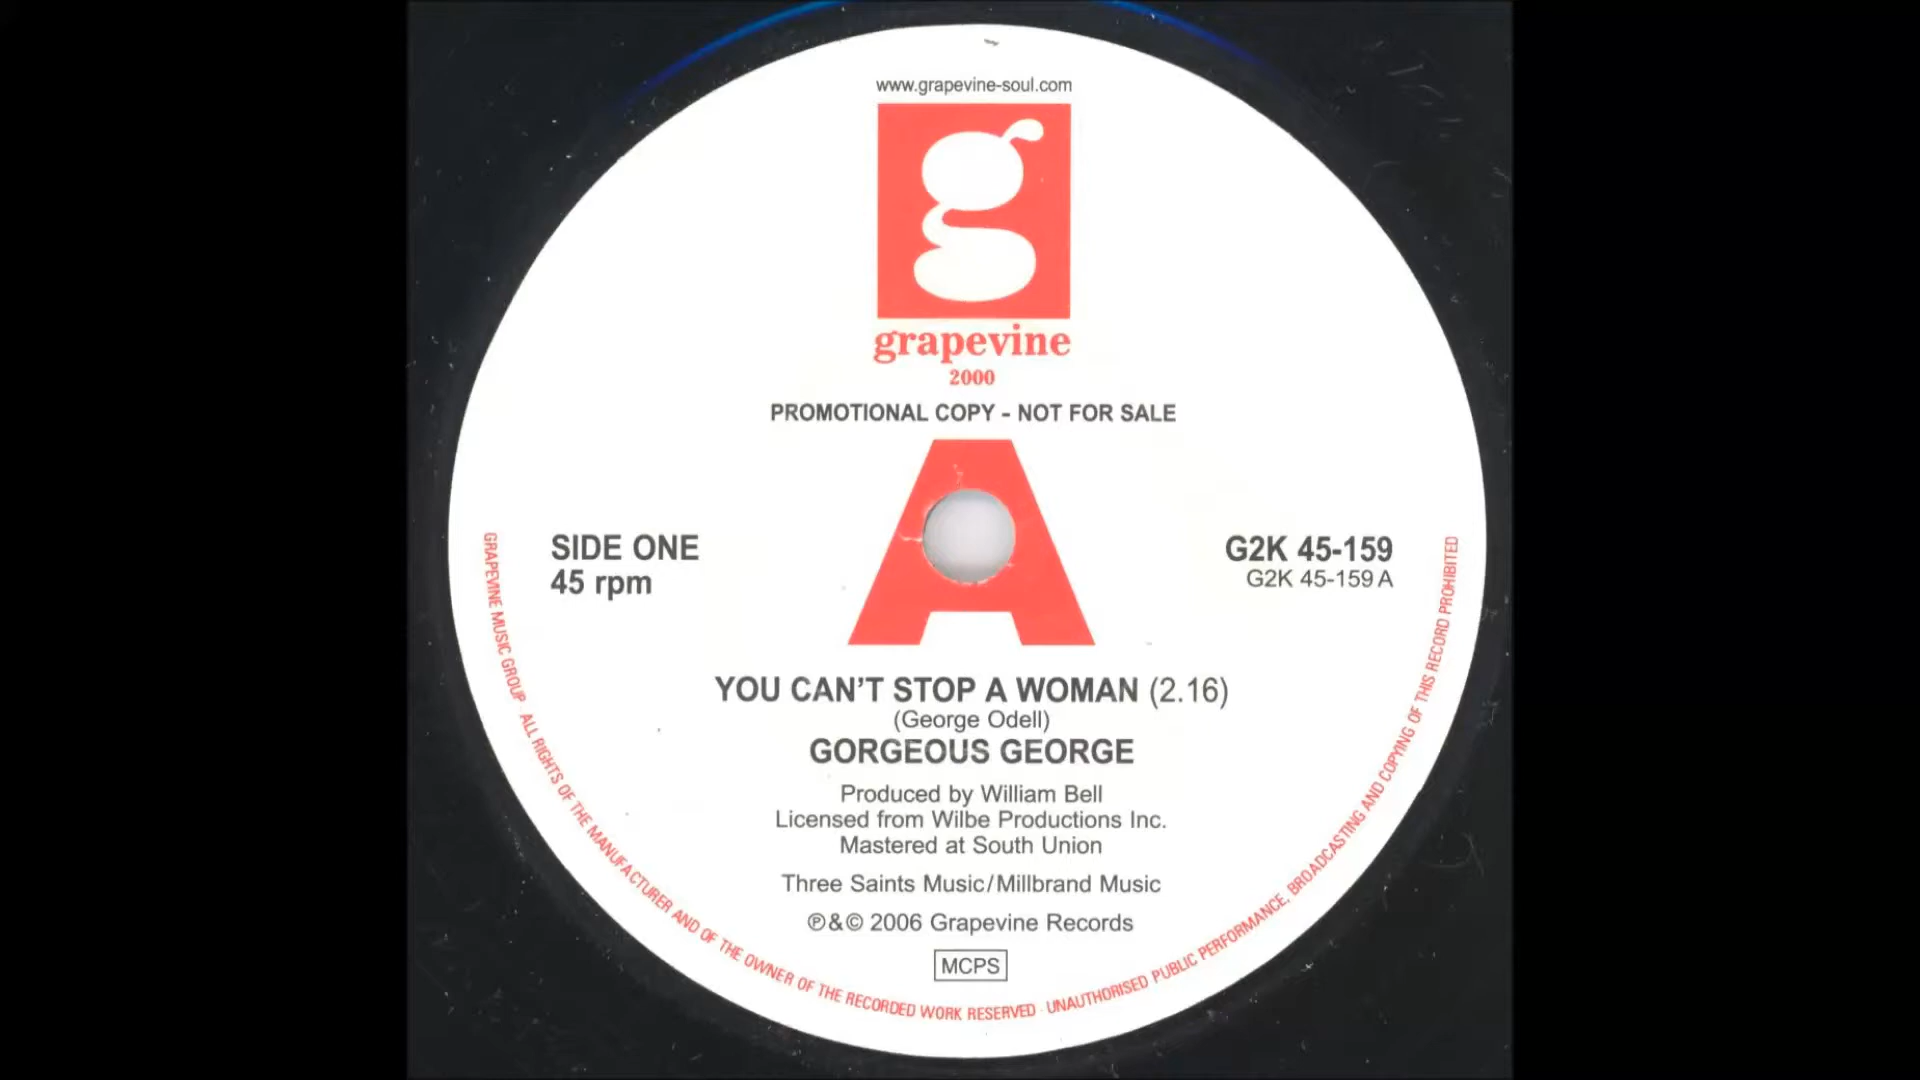 www.grapevine-soul.com
g
grapevine
2000
PROMOTIONAL COPY - NOT FOR SALE
A
SIDE ONE
45 rpm
G2K 45-159
G2K 45-159 A
YOU CAN'T STOP A WOMAN (2.16)
(George Odell)
GORGEOUS GEORGE
Produced by William Bell
Licensed from Wilbe Productions Inc.
Mastered at South Union
Three Saints Music/Millbrand Music
℗&© 2006 Grapevine Records
MCPS
GRAPEVINE MUSIC GROUP · ALL RIGHTS OF THE MANUFACTURER AND OF THE OWNER OF THE RECORDED WORK RESERVED · UNAUTHORISED PUBLIC PERFORMANCE, BROADCASTING AND COPYING OF THIS RECORD PROHIBITED